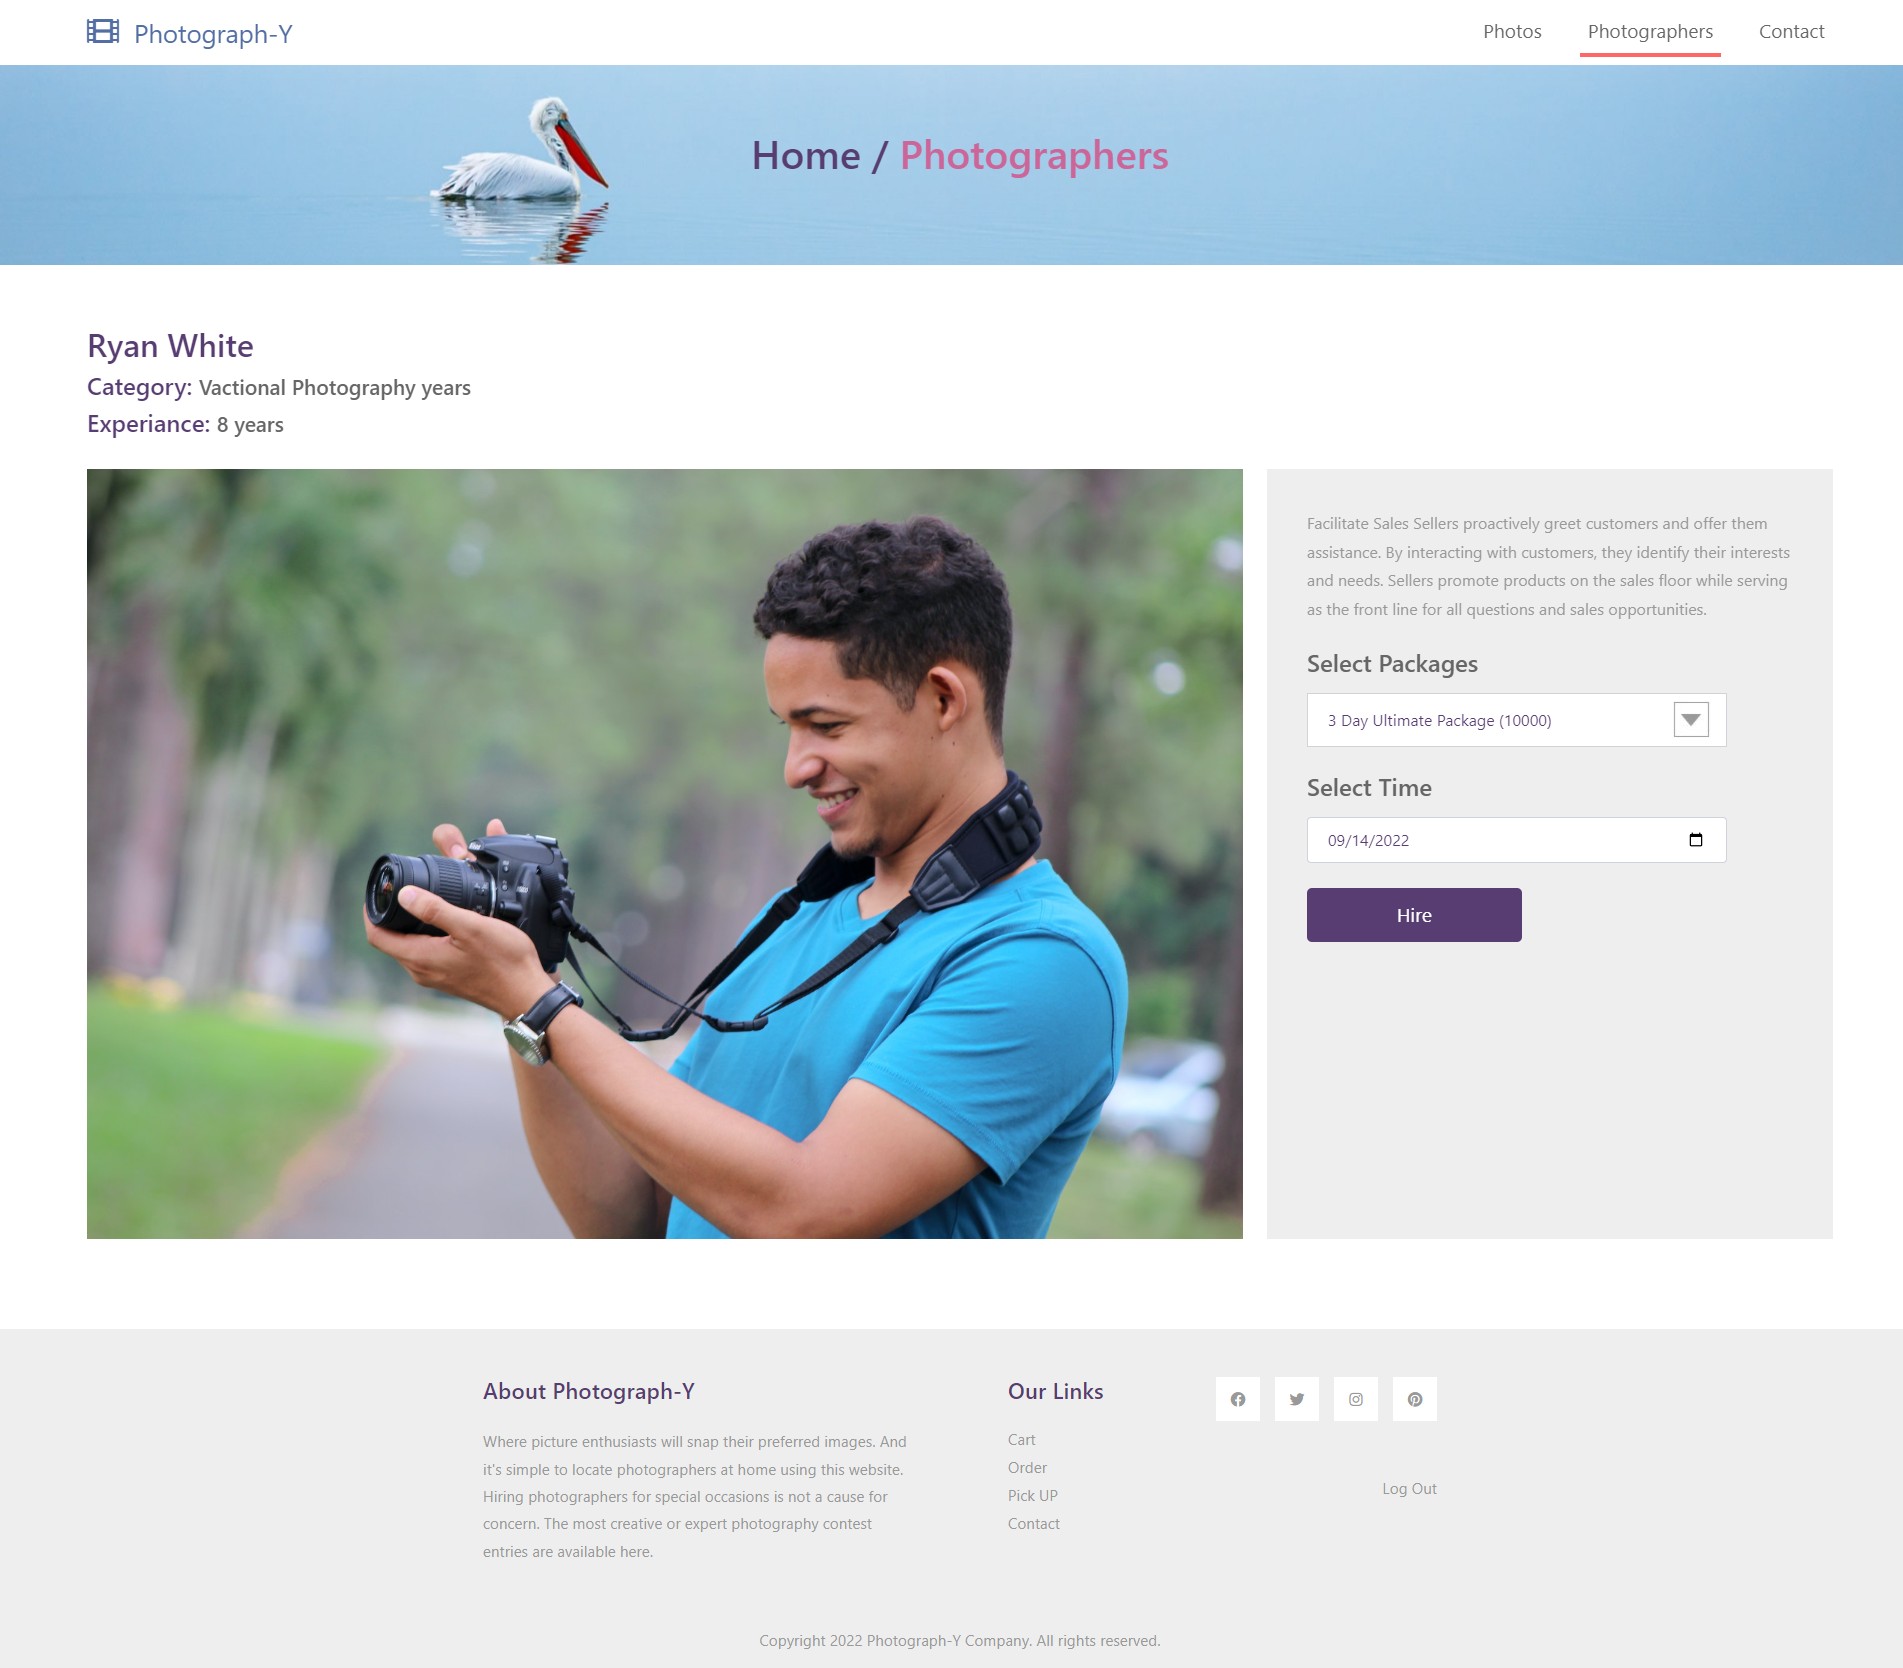 Photograph-Y
Photos
Photographers
Contact
Home / Photographers
Ryan White
Category: Vactional Photography years
Experiance: 8 years
Facilitate Sales Sellers proactively greet customers and offer them
assistance. By interacting with customers, they identify their interests
and needs. Sellers promote products on the sales floor while serving
as the front line for all questions and sales opportunities.
Select Packages
3 Day Ultimate Package (10000)
Select Time
09/14/2022
Hire
About Photograph-Y
Where picture enthusiasts will snap their preferred images. And
it's simple to locate photographers at home using this website.
Hiring photographers for special occasions is not a cause for
concern. The most creative or expert photography contest
entries are available here.
Our Links
Cart
Order
Pick UP
Contact
Log Out
Copyright 2022 Photograph-Y Company. All rights reserved.